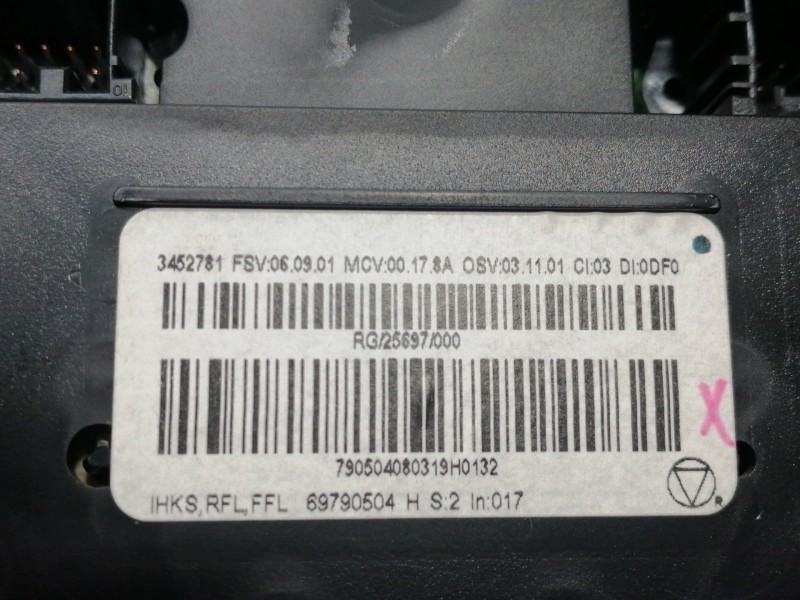 3452781 FSV:06.09.01 MCV:00.17.8A OSV:03.11.01 CI:03 DI:0DF0
RG/25697/000
790504080319H0132
IHKS,RFL,FFL 69790504 H S:2 In:017
R
X